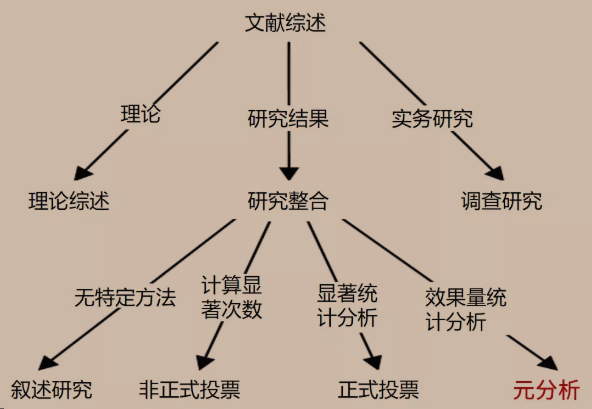 文献综述
理论
研究结果
实务研究
理论综述
研究整合
调查研究
无特定方法
计算显
著次数
显著统
计分析
效果量统
计分析
叙述研究
非正式投票
正式投票
元分析